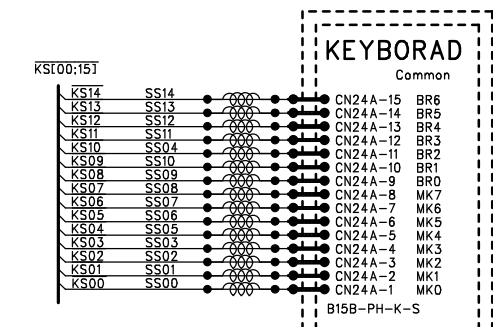 KEYBORAD
Common
KS[00;15]
KS14 SS14 CN24A-15 BR6
KS13 SS13 CN24A-14 BR5
KS12 SS12 CN24A-13 BR4
KS11 SS11 CN24A-12 BR3
KS10 SS04 CN24A-11 BR2
KS09 SS10 CN24A-10 BR1
KS08 SS09 CN24A-9 BR0
KS07 SS08 CN24A-8 MK7
KS06 SS07 CN24A-7 MK6
KS05 SS06 CN24A-6 MK5
KS04 SS05 CN24A-5 MK4
KS03 SS03 CN24A-4 MK3
KS02 SS02 CN24A-3 MK2
KS01 SS01 CN24A-2 MK1
KS00 SS00 CN24A-1 MK0
B15B-PH-K-S